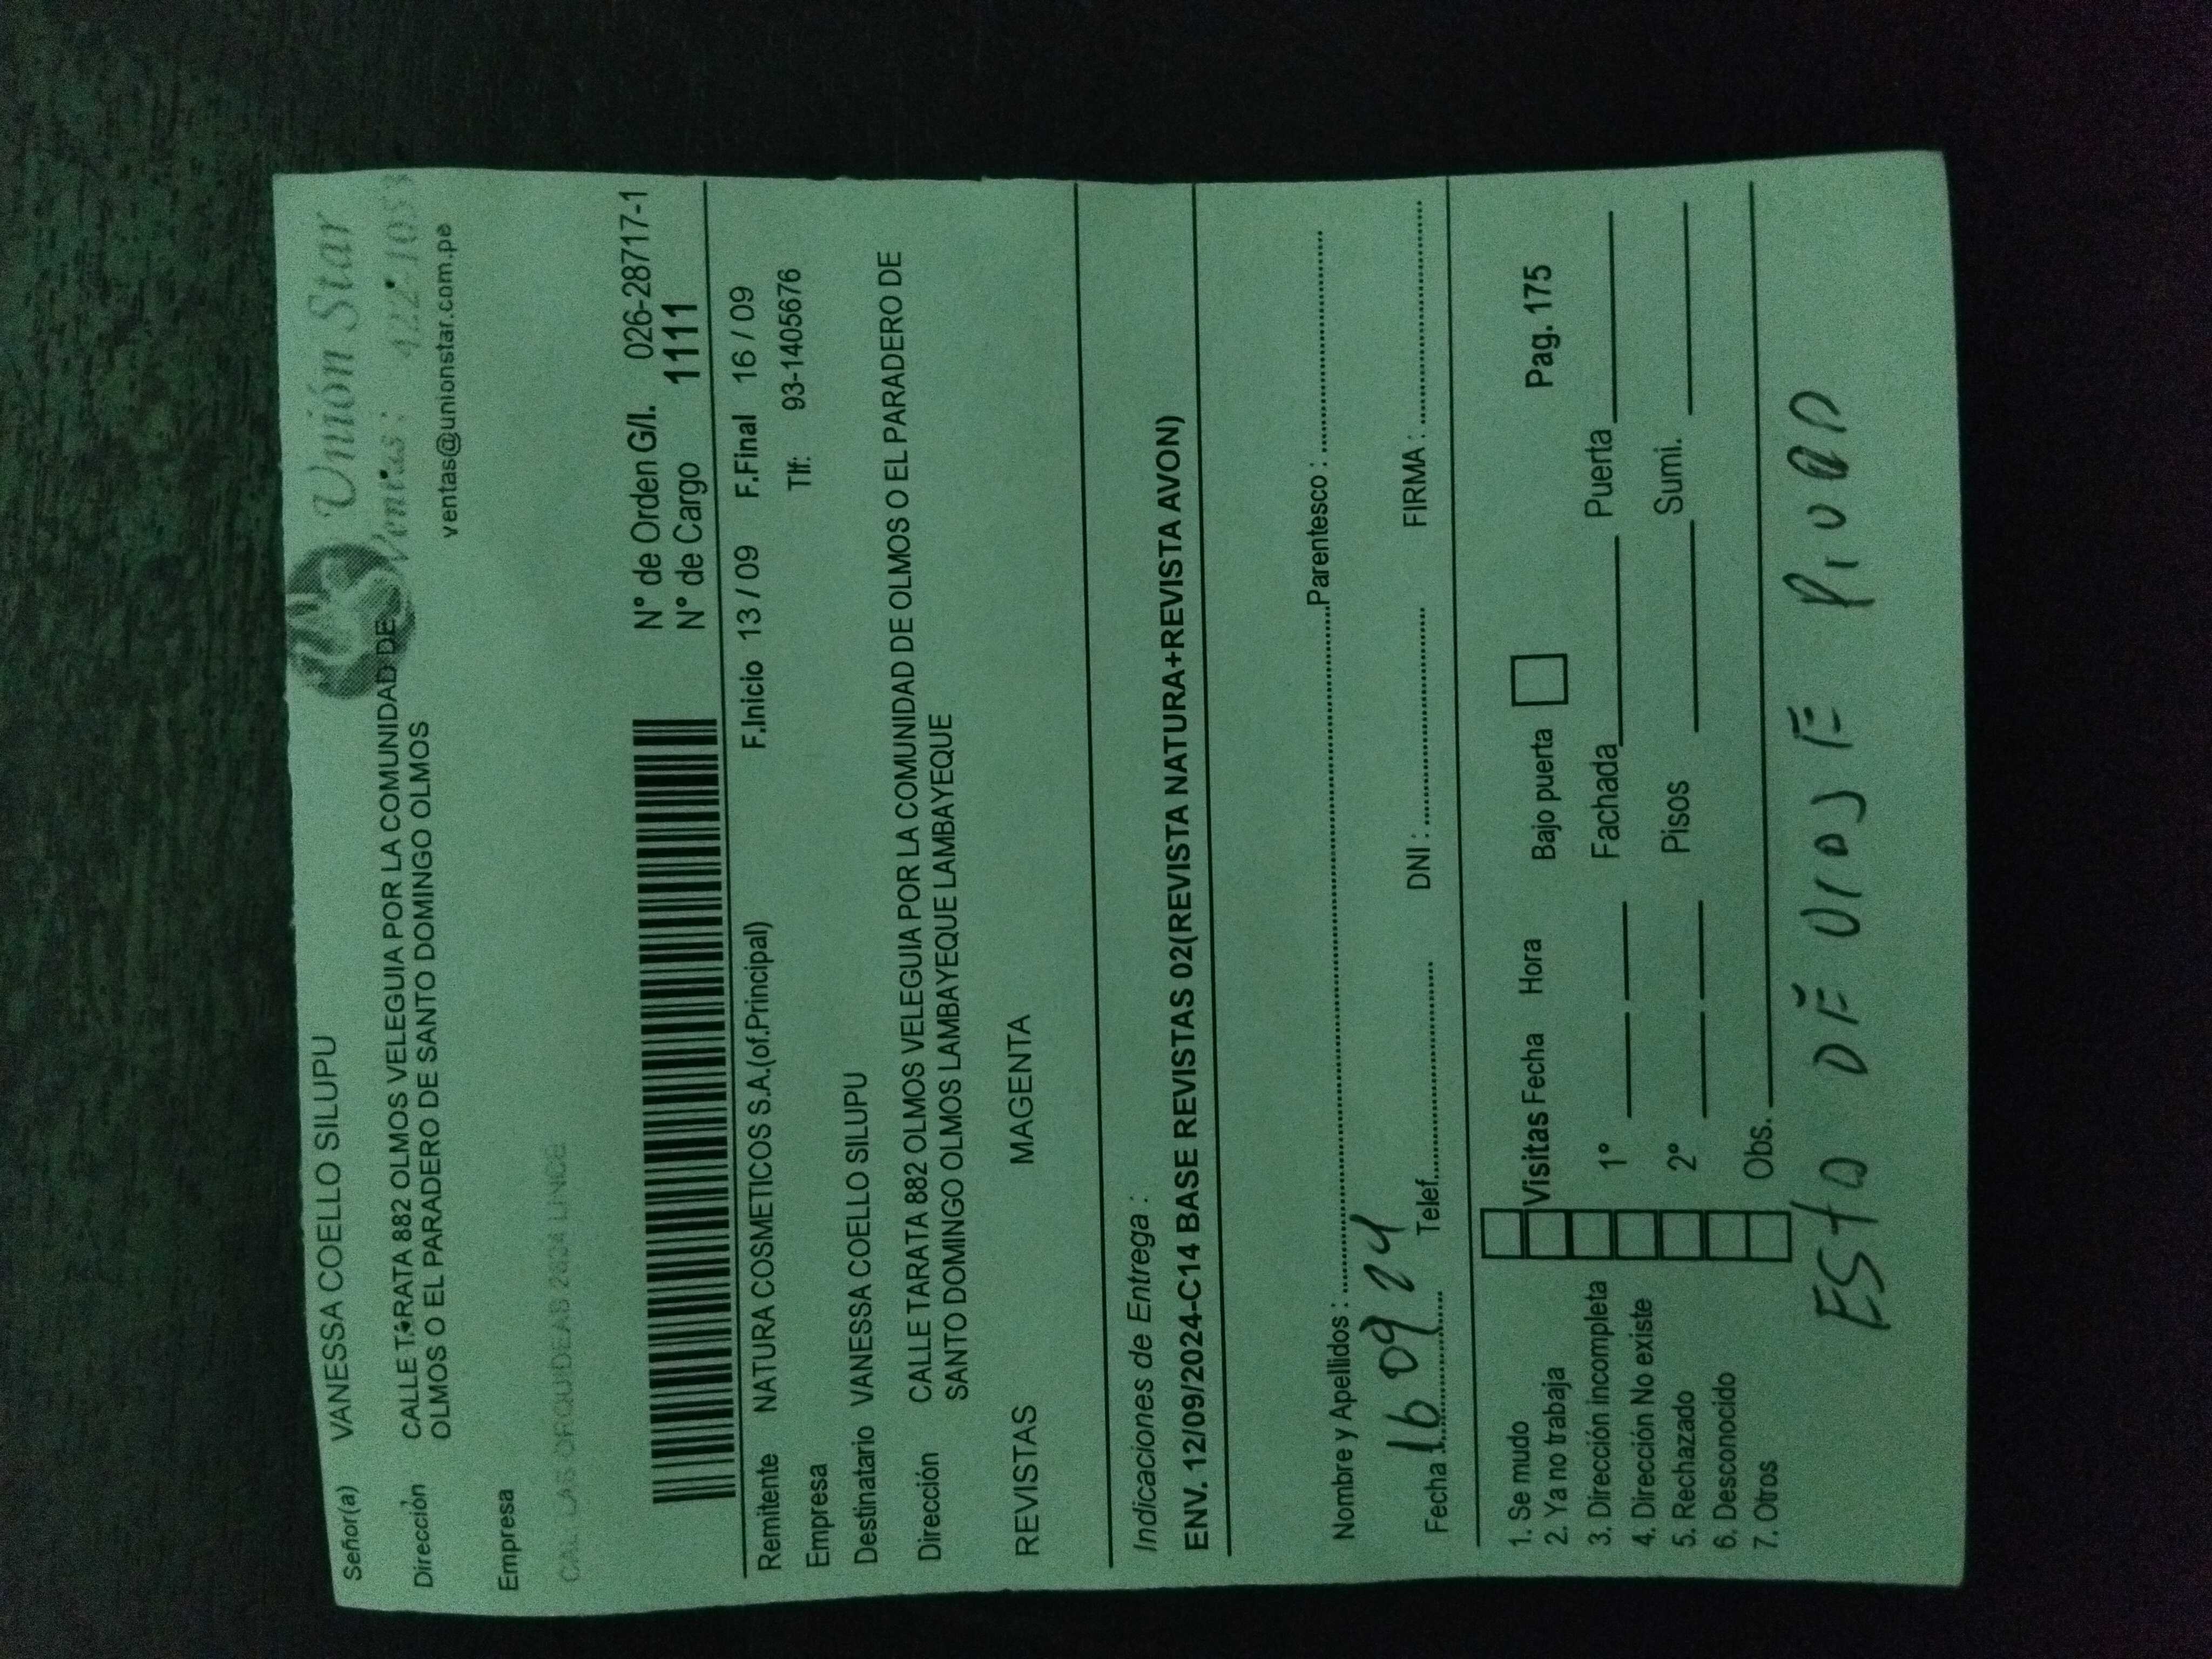 Señor(a) VANESSA COELLO SILUPU
Unión Star
Ventas: 422-1053
ventas@unionstar.com.pe
Dirección CALLE TARATA 882 OLMOS VELEGUIA POR LA COMUNIDAD DE
OLMOS O EL PARADERO DE SANTO DOMINGO OLMOS
Empresa
LAS ORQUIDEAS LINCE
N° de Orden G/I. 026-28717-1
N° de Cargo 1111
Remitente NATURA COSMETICOS S.A.(of.Principal) F.Inicio 13 / 09 F.Final 16 / 09
Empresa Tlf: 93-1405676
Destinatario VANESSA COELLO SILUPU
Dirección CALLE TARATA 882 OLMOS VELEGUIA POR LA COMUNIDAD DE OLMOS O EL PARADERO DE
SANTO DOMINGO OLMOS LAMBAYEQUE LAMBAYEQUE
REVISTAS MAGENTA
Indicaciones de Entrega :
ENV. 12/09/2024-C14 BASE REVISTAS 02(REVISTA NATURA+REVISTA AVON)
Nombre y Apellidos : Parentesco :
Fecha 16 09 24 Telef. DNI : FIRMA :
1. Se mudo
2. Ya no trabaja Visitas Fecha Hora Bajo puerta Pag. 175
3. Dirección incompleta
4. Dirección No existe 1° Fachada Puerta
5. Rechazado
6. Desconocido 2° Pisos Sumi.
7. Otros Obs.
ESTO DE